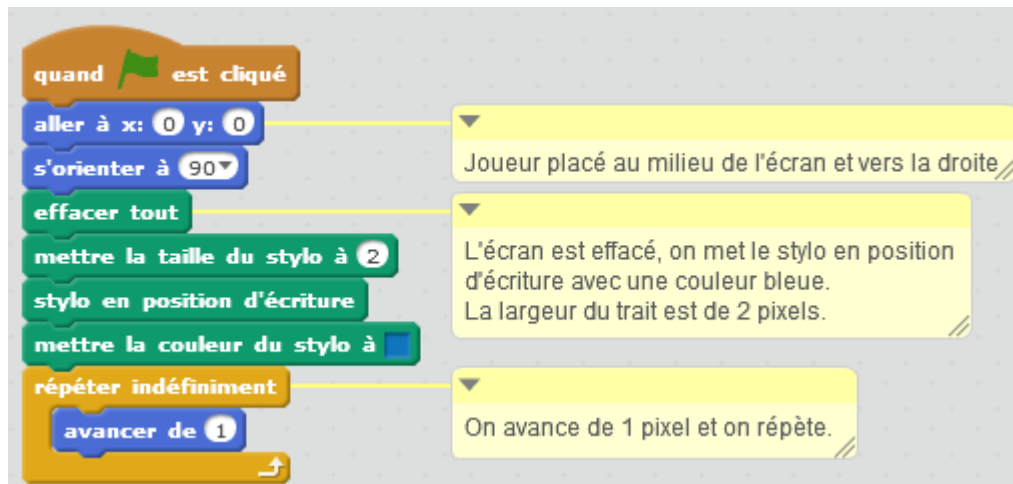 quand est cliqué
aller à x: 0 y: 0
Joueur placé au milieu de l'écran et vers la droite
s'orienter à 90
effacer tout
L'écran est effacé, on met le stylo en position
d'écriture avec une couleur bleue.
La largeur du trait est de 2 pixels.
mettre la taille du stylo à 2
stylo en position d'écriture
mettre la couleur du stylo à
répéter indéfiniment
On avance de 1 pixel et on répète.
avancer de 1